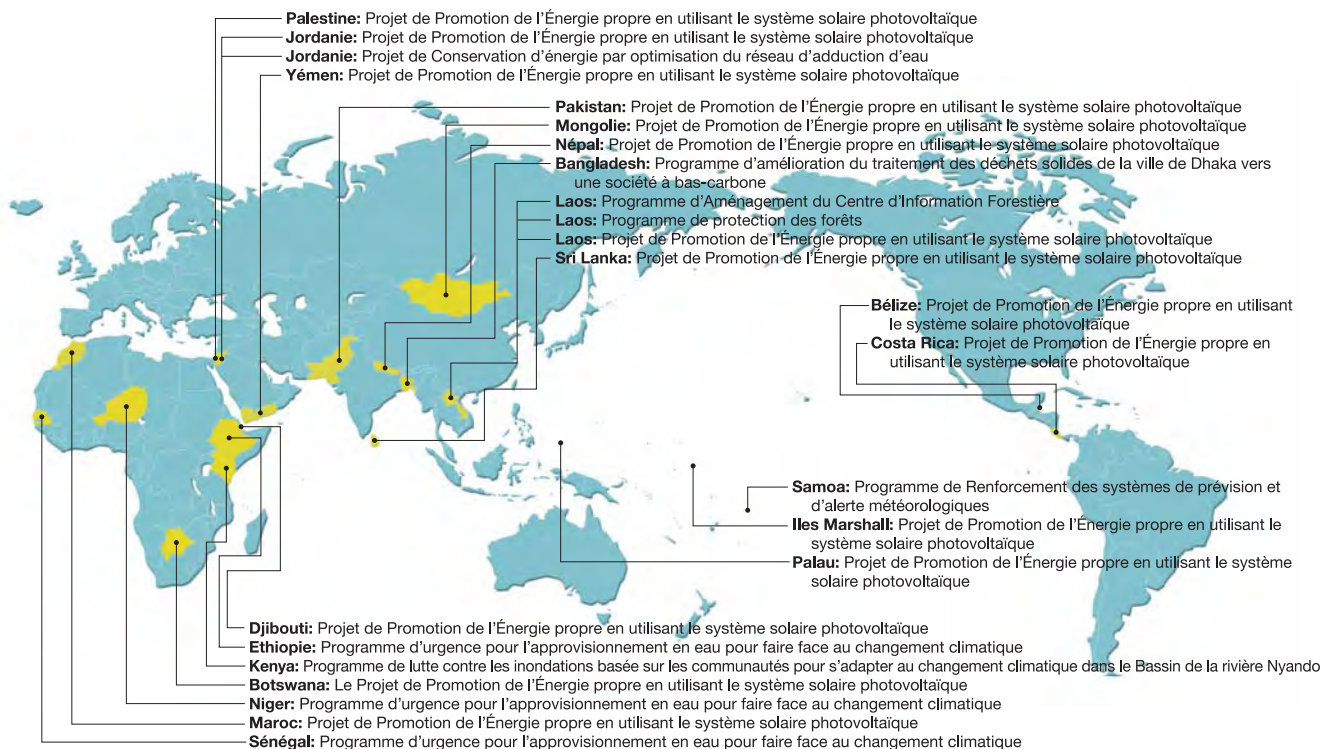 Palestine: Projet de Promotion de l’Énergie propre en utilisant le système solaire photovoltaïque
Jordanie: Projet de Promotion de l’Énergie propre en utilisant le système solaire photovoltaïque
Jordanie: Projet de Conservation d’énergie par optimisation du réseau d’adduction d’eau
Yémen: Projet de Promotion de l’Énergie propre en utilisant le système solaire photovoltaïque
Pakistan: Projet de Promotion de l’Énergie propre en utilisant le système solaire photovoltaïque
Mongolie: Projet de Promotion de l’Énergie propre en utilisant le système solaire photovoltaïque
Népal: Projet de Promotion de l’Énergie propre en utilisant le système solaire photovoltaïque
Bangladesh: Programme d’amélioration du traitement des déchets solides de la ville de Dhaka vers
une société à bas-carbone
Laos: Programme d’Aménagement du Centre d’Information Forestière
Laos: Programme de protection des forêts
Laos: Projet de Promotion de l’Énergie propre en utilisant le système solaire photovoltaïque
Sri Lanka: Projet de Promotion de l’Énergie propre en utilisant le système solaire photovoltaïque
Bélize: Projet de Promotion de l’Énergie propre en utilisant
le système solaire photovoltaïque
Costa Rica: Projet de Promotion de l’Énergie propre en
utilisant le système solaire photovoltaïque
Samoa: Programme de Renforcement des systèmes de prévision et
d’alerte météorologiques
Iles Marshall: Projet de Promotion de l’Énergie propre en utilisant le
système solaire photovoltaïque
Palau: Projet de Promotion de l’Énergie propre en utilisant le système
solaire photovoltaïque
Djibouti: Projet de Promotion de l’Énergie propre en utilisant le système solaire photovoltaïque
Ethiopie: Programme d’urgence pour l’approvisionnement en eau pour faire face au changement climatique
Kenya: Programme de lutte contre les inondations basée sur les communautés pour s’adapter au changement climatique dans le Bassin de la rivière Nyando
Botswana: Le Projet de Promotion de l’Énergie propre en utilisant le système solaire photovoltaïque
Niger: Programme d’urgence pour l’approvisionnement en eau pour faire face au changement climatique
Maroc: Projet de Promotion de l’Énergie propre en utilisant le système solaire photovoltaïque
Sénégal: Programme d’urgence pour l’approvisionnement en eau pour faire face au changement climatique